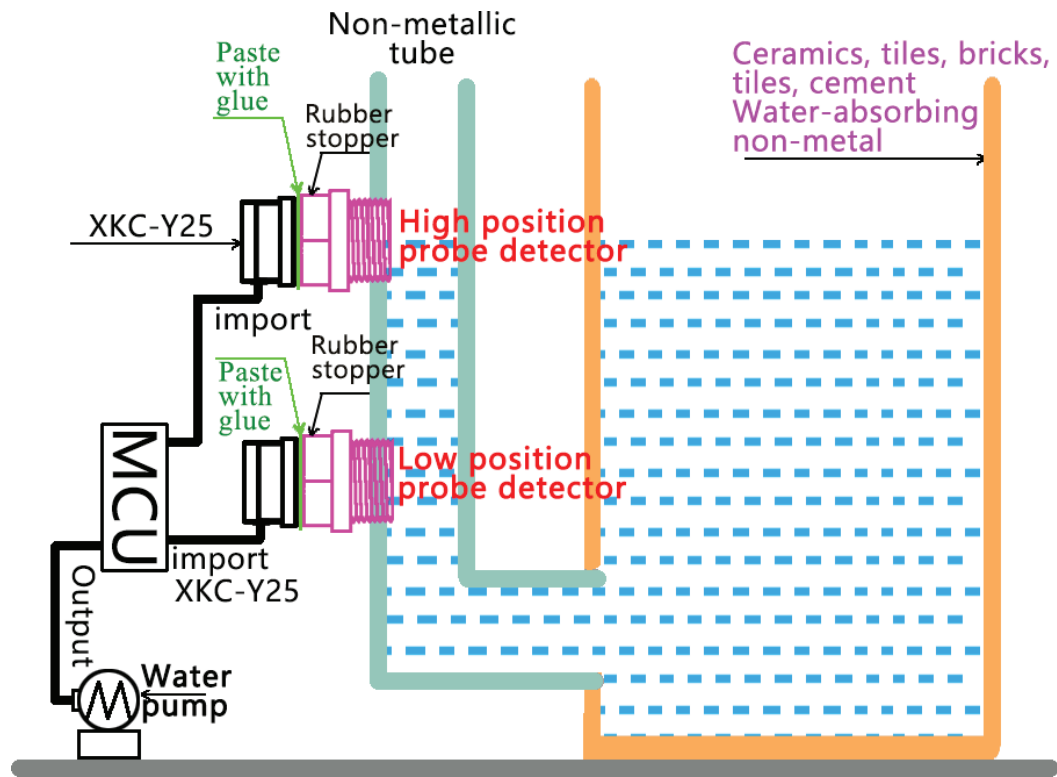 Non-metallic
tube
Paste
with
glue
Rubber
stopper
Ceramics, tiles, bricks,
tiles, cement
Water-absorbing
non-metal
XKC-Y25
High position
probe detector
import
Rubber
stopper
Paste
with
glue
MCU
Low position
probe detector
import
XKC-Y25
Output
Water
pump